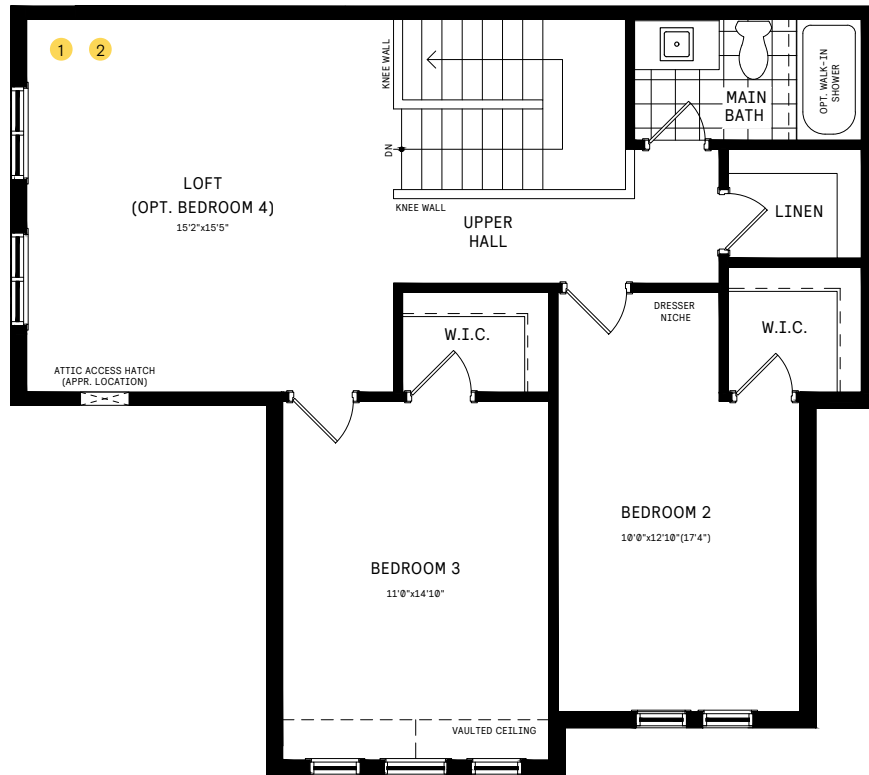 1
2
KNEE WALL
DN
KNEE WALL
OPT. WALK-IN
SHOWER
MAIN
BATH
LOFT
(OPT. BEDROOM 4)
15'2"x15'5"
UPPER
HALL
LINEN
DRESSER
NICHE
W.I.C.
W.I.C.
ATTIC ACCESS HATCH
(APPR. LOCATION)
BEDROOM 2
10'0"x12'10"(17'4")
BEDROOM 3
11'0"x14'10"
VAULTED CEILING